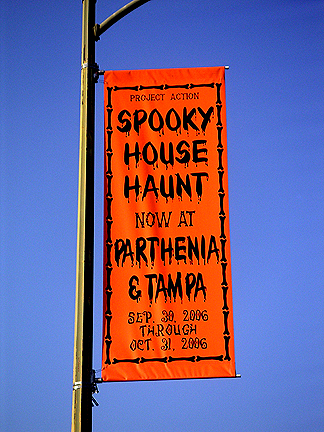 PROJECT ACTION
SPOOKY
HOUSE
HAUNT
NOW AT
PARTHENIA
& TAMPA
SEP. 30, 2006
THROUGH
OCT. 31, 2006